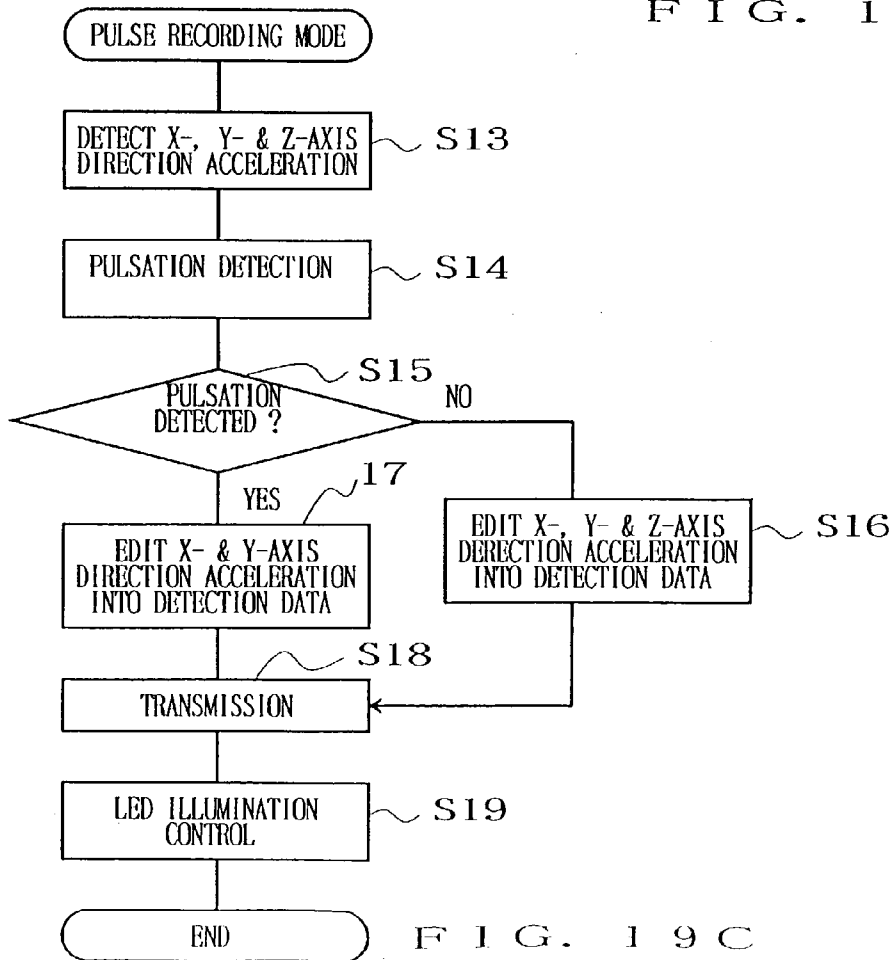 F I G. 1
PULSE RECORDING MODE
DETECT X-, Y- & Z-AXIS
DIRECTION ACCELERATION
S13
PULSATION DETECTION
S14
S15
PULSATION
DETECTED ?
NO
YES
17
EDIT X- & Y-AXIS
DIRECTION ACCELERATION
INTO DETECTION DATA
EDIT X-, Y- & Z-AXIS
DERECTION ACCELERATION
INTO DETECTION DATA
S16
S18
TRANSMISSION
LED ILLUMINATION
CONTROL
S19
END
F I G. 1 9 C